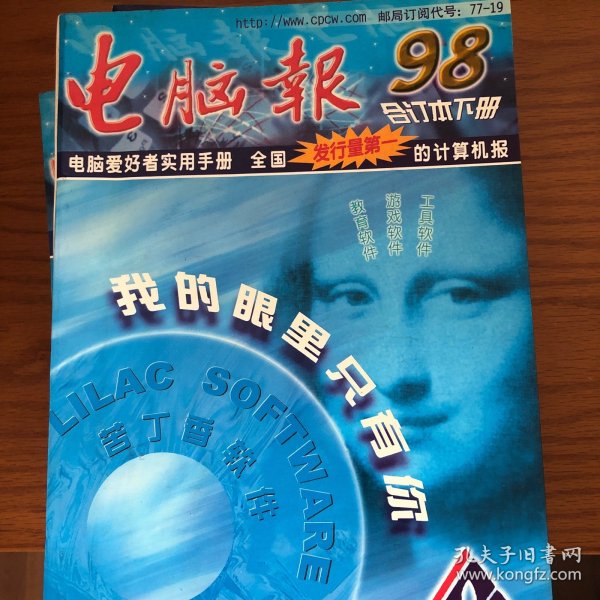 http://www.cpcw.com 邮局订阅代号：77-19
电脑報
98
合订本下册
电脑爱好者实用手册 全国 发行量第一 的计算机报
工具软件
游戏软件
教育软件
我的眼里只有你
LILAC SOFTWARE
苦丁香软件
孔夫子旧书网
www.kongfz.com